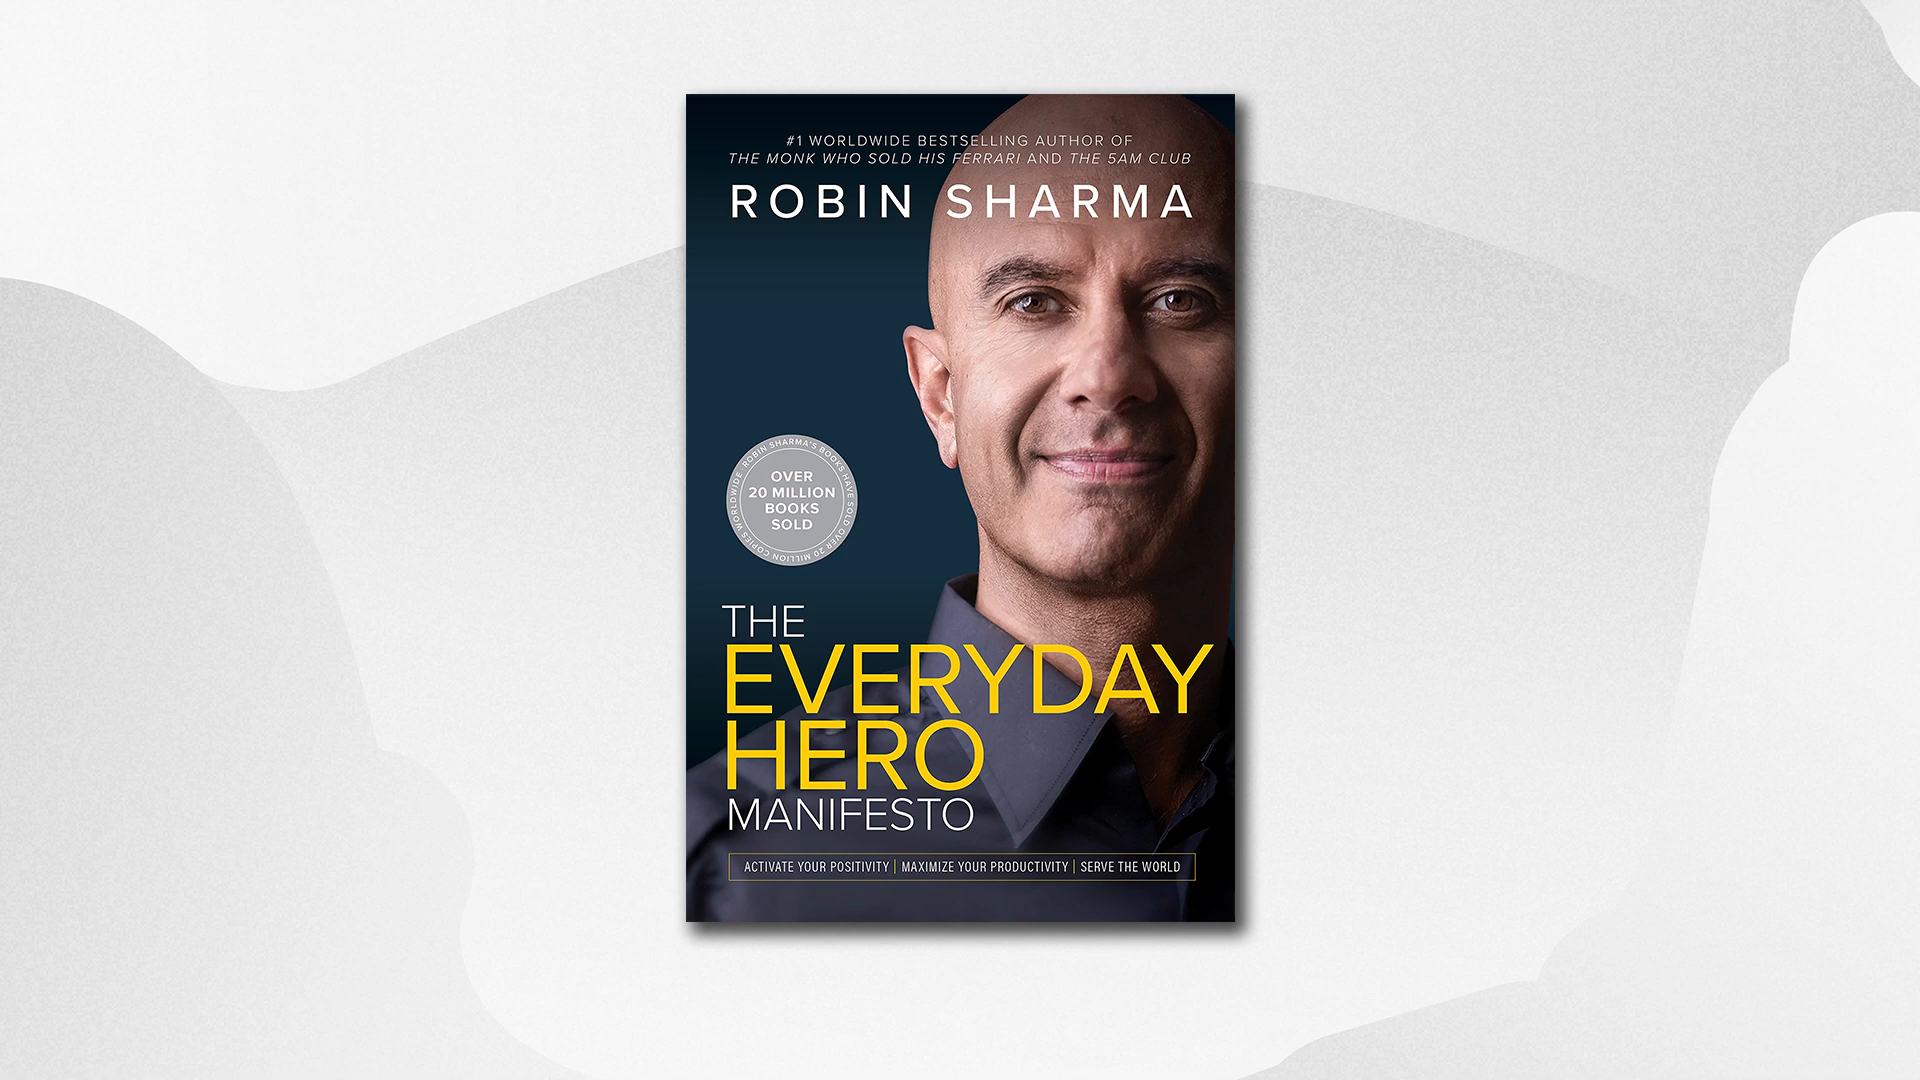 #1 WORLDWIDE BESTSELLING AUTHOR OF
THE MONK WHO SOLD HIS FERRARI AND THE 5AM CLUB
ROBIN SHARMA
ROBIN SHARMA'S BOOKS HAVE SOLD OVER 20 MILLION COPIES WORLDWIDE
OVER
20 MILLION
BOOKS
SOLD
THE
EVERYDAY
HERO
MANIFESTO
ACTIVATE YOUR POSITIVITY | MAXIMIZE YOUR PRODUCTIVITY | SERVE THE WORLD